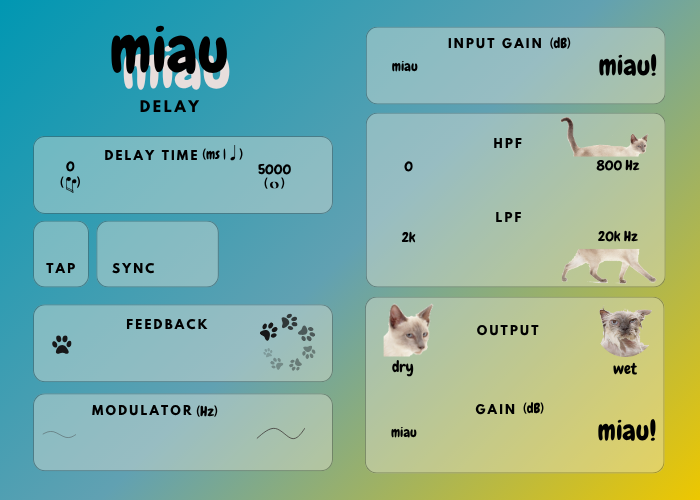 miau
miau
DELAY
DELAY TIME (ms | ♩)
0
(♫)
5000
(𝅝)
TAP
SYNC
FEEDBACK
MODULATOR (Hz)
INPUT GAIN (dB)
miau
miau!
HPF
0
800 Hz
LPF
2k
20k Hz
OUTPUT
dry
wet
GAIN (dB)
miau
miau!